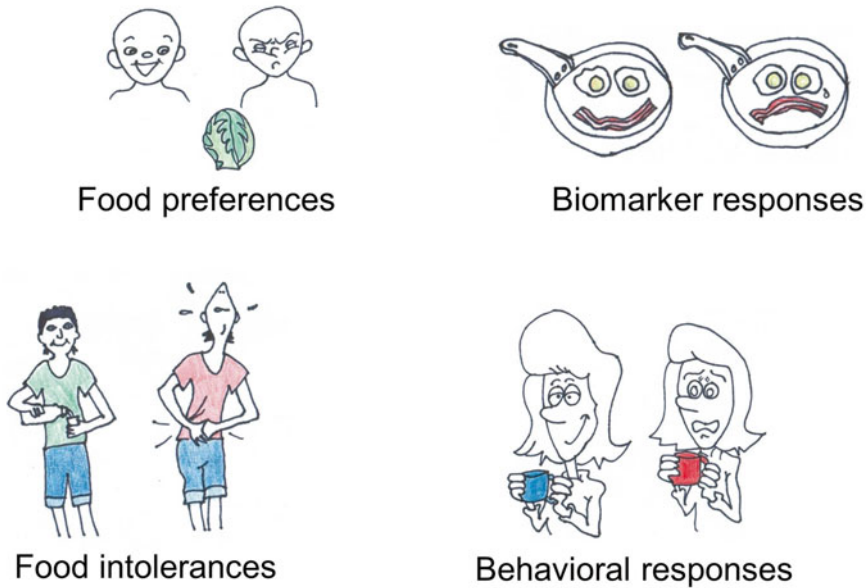 Food preferences
Biomarker responses
Food intolerances
Behavioral responses